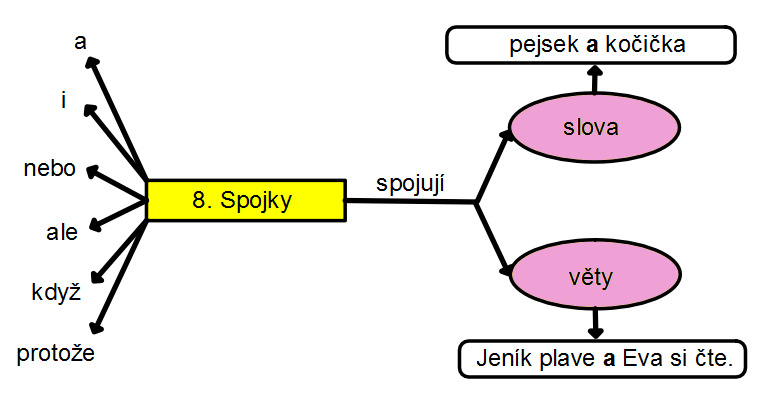 a
i
nebo
ale
když
protože
8. Spojky
spojují
pejsek a kočička
slova
věty
Jeník plave a Eva si čte.